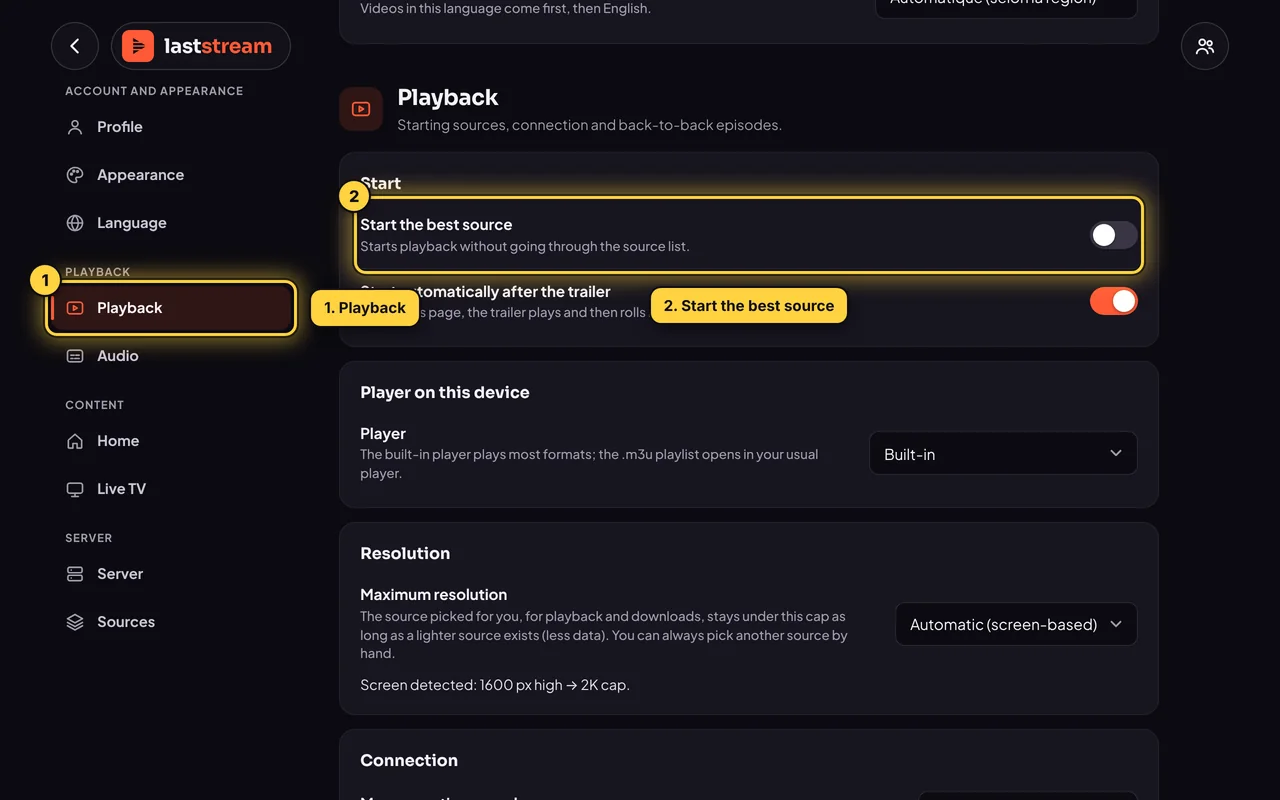 Videos in this language come first, then English.
laststream
ACCOUNT AND APPEARANCE
Profile
Appearance
Language
PLAYBACK
1
Playback
Audio
CONTENT
Home
Live TV
SERVER
Server
Sources
Playback
Starting sources, connection and back-to-back episodes.
Start
2
Start the best source
Starts playback without going through the source list.
automatically after the trailer
1. Playback
s page, the trailer plays and then rolls
2. Start the best source
Player on this device
Player
The built-in player plays most formats; the .m3u playlist opens in your usual
player.
Built-in
Resolution
Maximum resolution
The source picked for you, for playback and downloads, stays under this cap as
long as a lighter source exists (less data). You can always pick another source by
hand.
Automatic (screen-based)
Screen detected: 1600 px high → 2K cap.
Connection